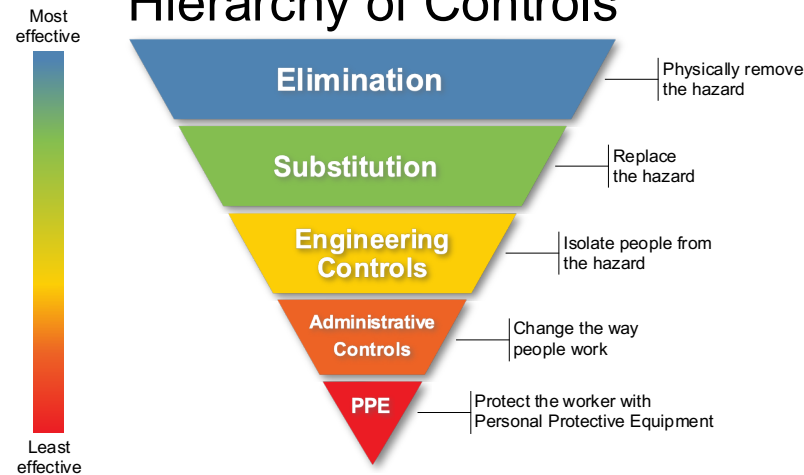 Hierarchy of Controls
Most
effective
Elimination
Physically remove
the hazard
Substitution
Replace
the hazard
Engineering
Controls
Isolate people from
the hazard
Administrative
Controls
Change the way
people work
PPE
Protect the worker with
Personal Protective Equipment
Least
effective